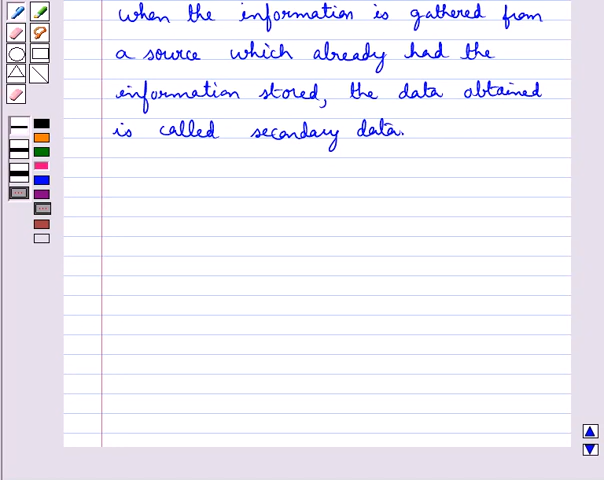 when the information is gathered from
a source which already had the
information stored, the data obtained
is called secondary data.